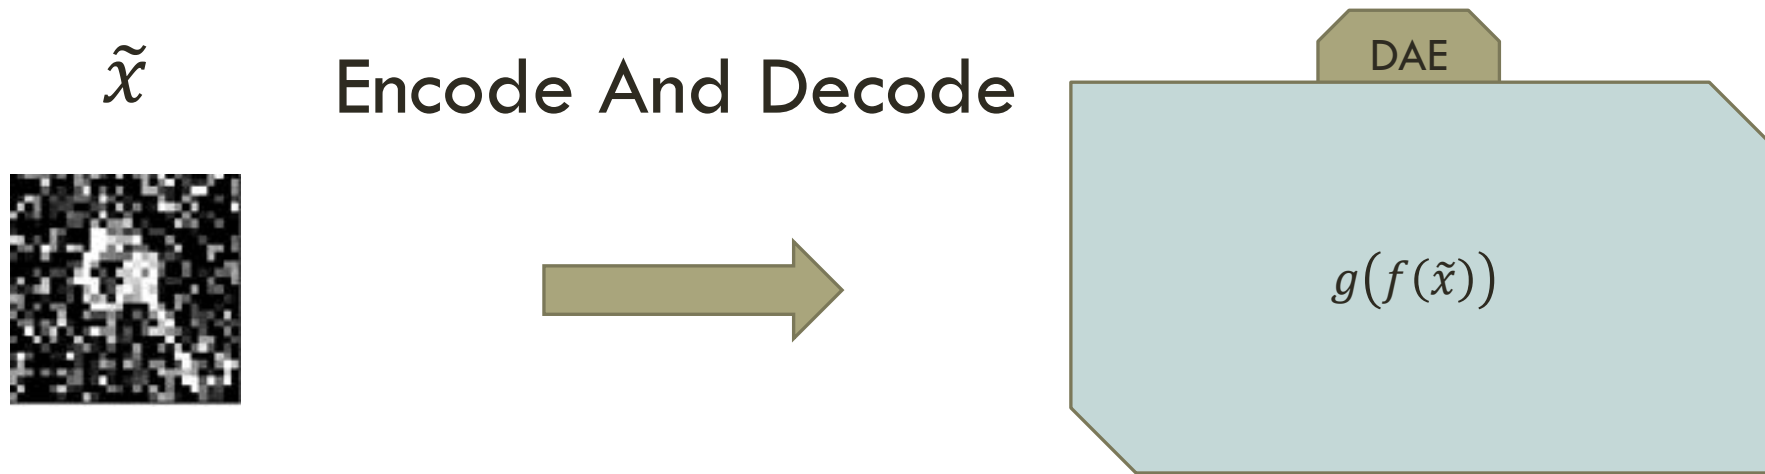 x̃
Encode And Decode
DAE
g(f(x̃))